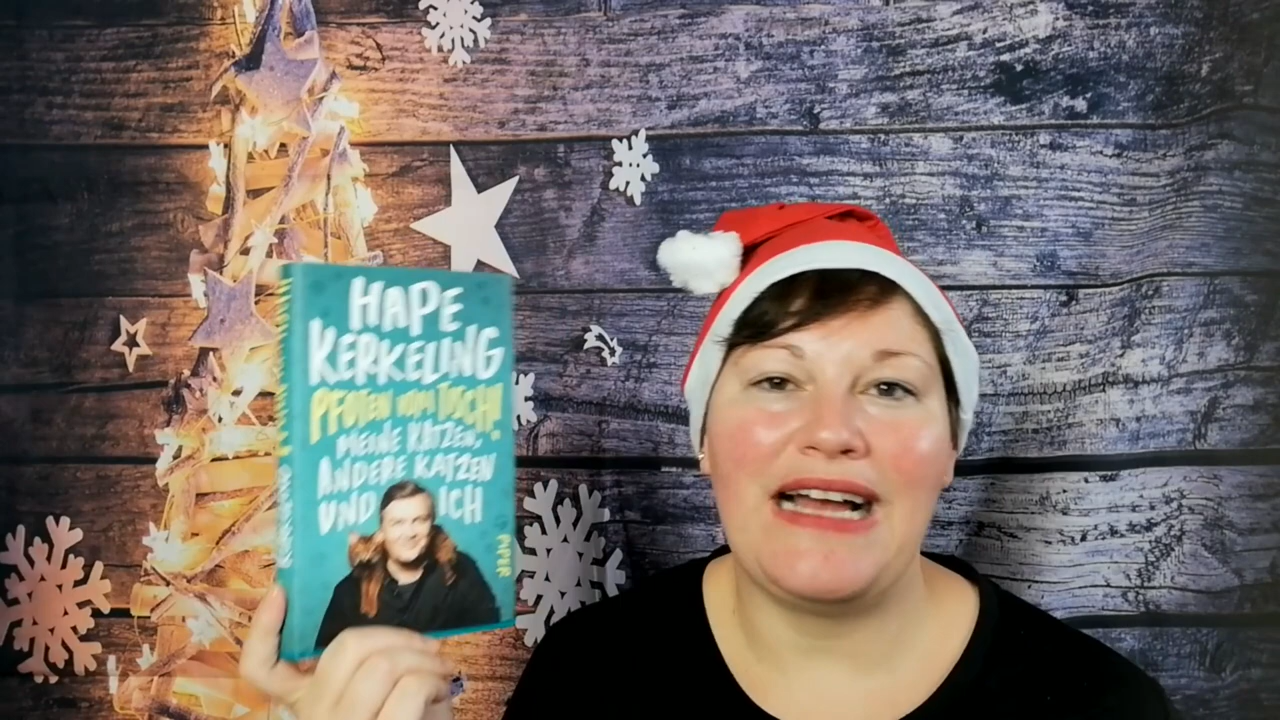 HAPE
KERKELING
PFOTEN VOM TISCH!
MEINE KATZEN,
ANDERE KATZEN
UND ICH
PIPER